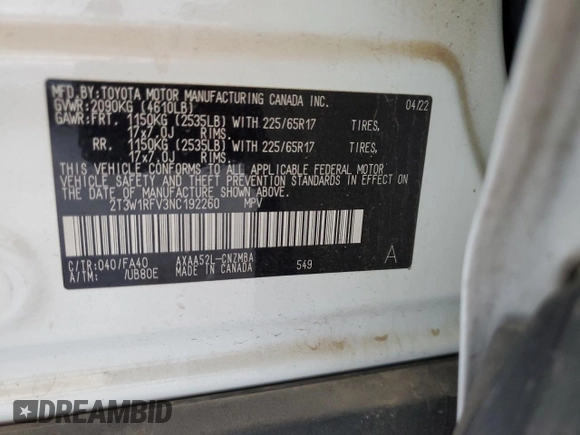 MFD.BY:TOYOTA MOTOR MANUFACTURING CANADA INC.
GVWR:2090KG (4610LB) 04/22
GAWR:FRT. 1150KG (2535LB) WITH 225/65R17 TIRES,
17x7.0J RIMS.
RR. 1150KG (2535LB) WITH 225/65R17 TIRES,
17x7.0J RIMS.
THIS VEHICLE CONFORMS TO ALL APPLICABLE FEDERAL MOTOR
VEHICLE SAFETY AND THEFT PREVENTION STANDARDS IN EFFECT ON
THE DATE OF MANUFACTURE SHOWN ABOVE.
2T3W1RFV3NC192260 MPV
C/TR:040/FA40 AXAA52L-CNZMBA A
A/TM: /UB80E MADE IN CANADA 549
DREAMBID